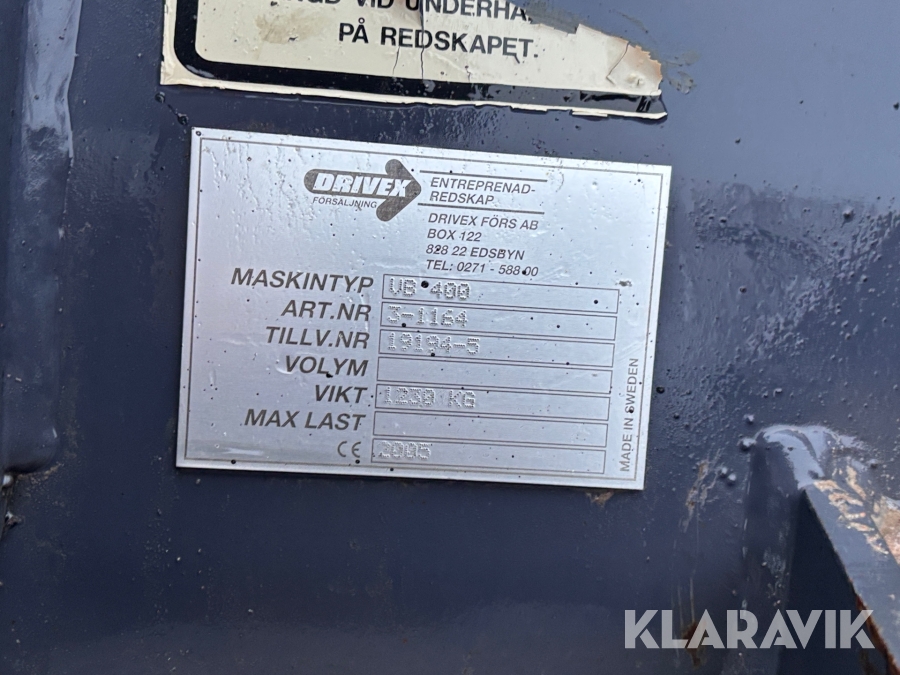 VID UNDERHA
PÅ REDSKAPET.
DRIVEX
FÖRSÄLJNING
ENTREPRENAD-
REDSKAP
DRIVEX FÖRS AB
BOX 122
828 22 EDSBYN
TEL: 0271 - 588 00
MASKINTYP VB 400
ART.NR 3-1164
TILLV.NR 19194-5
VOLYM
VIKT 1230 KG
MAX LAST
CE 2005
MADE IN SWEDEN
KLARAVIK